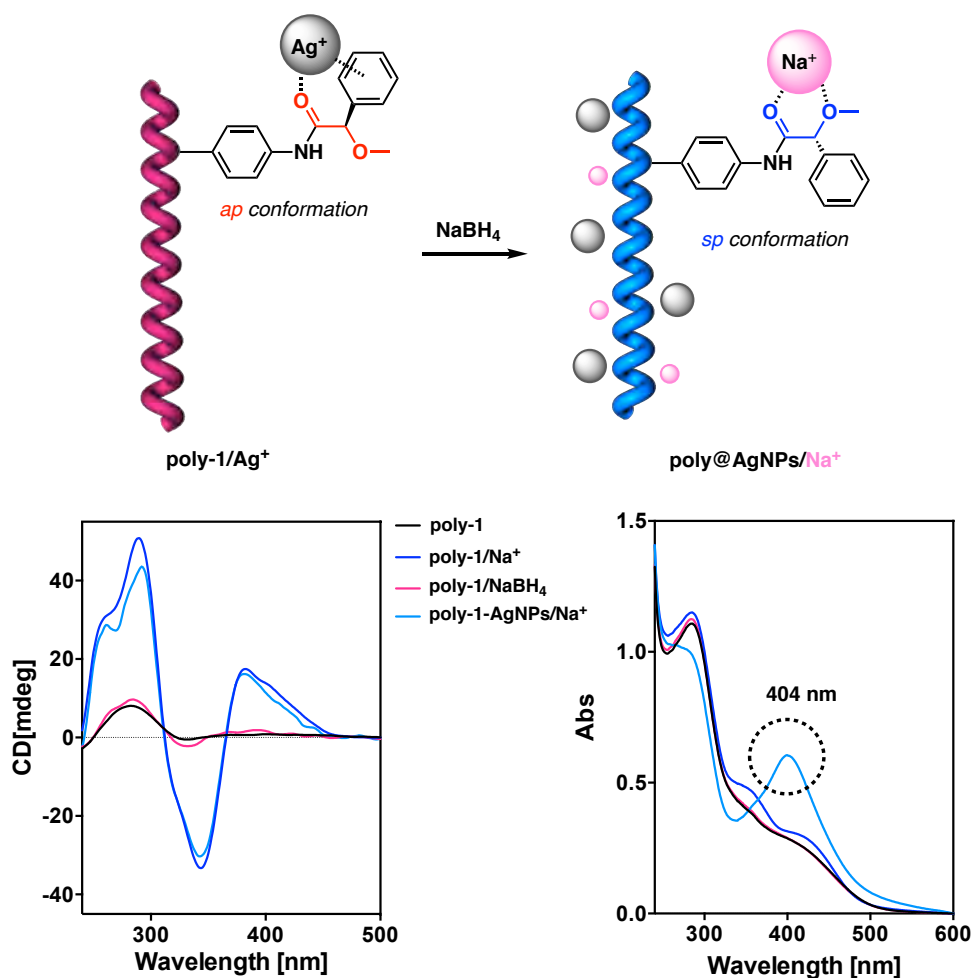 Ag⁺
O
NH
O
ap conformation
poly-1/Ag⁺
NaBH₄
Na⁺
O
O
NH
sp conformation
poly@AgNPs/Na⁺
CD[mdeg]
40
20
0
-20
-40
300
400
500
Wavelength [nm]
poly-1
poly-1/Na⁺
poly-1/NaBH₄
poly-1-AgNPs/Na⁺
Abs
1.5
1.0
0.5
0.0
404 nm
300
400
500
600
Wavelength [nm]